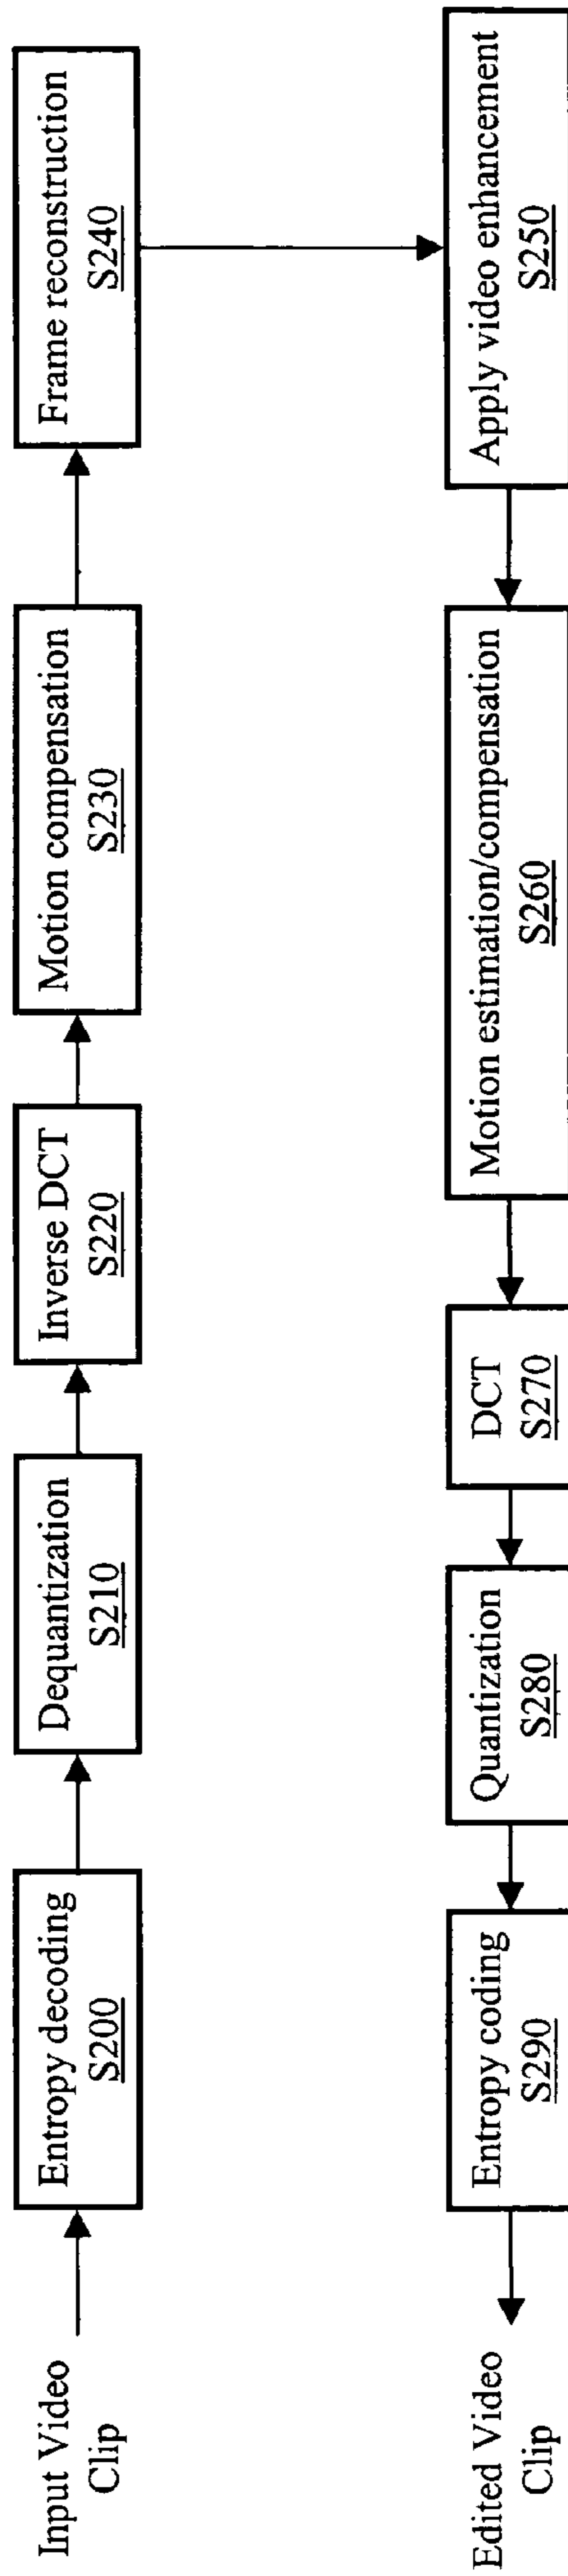 Input Video
Clip
Entropy decoding
S200
Dequantization
S210
Inverse DCT
S220
Motion compensation
S230
Frame reconstruction
S240
Apply video enhancement
S250
Motion estimation/compensation
S260
DCT
S270
Quantization
S280
Entropy coding
S290
Edited Video
Clip